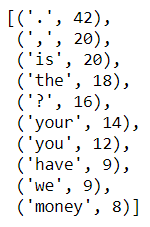 [('.', 42),
(',', 20),
('is', 20),
('the', 18),
('?', 16),
('your', 14),
('you', 12),
('have', 9),
('we', 9),
('money', 8)]